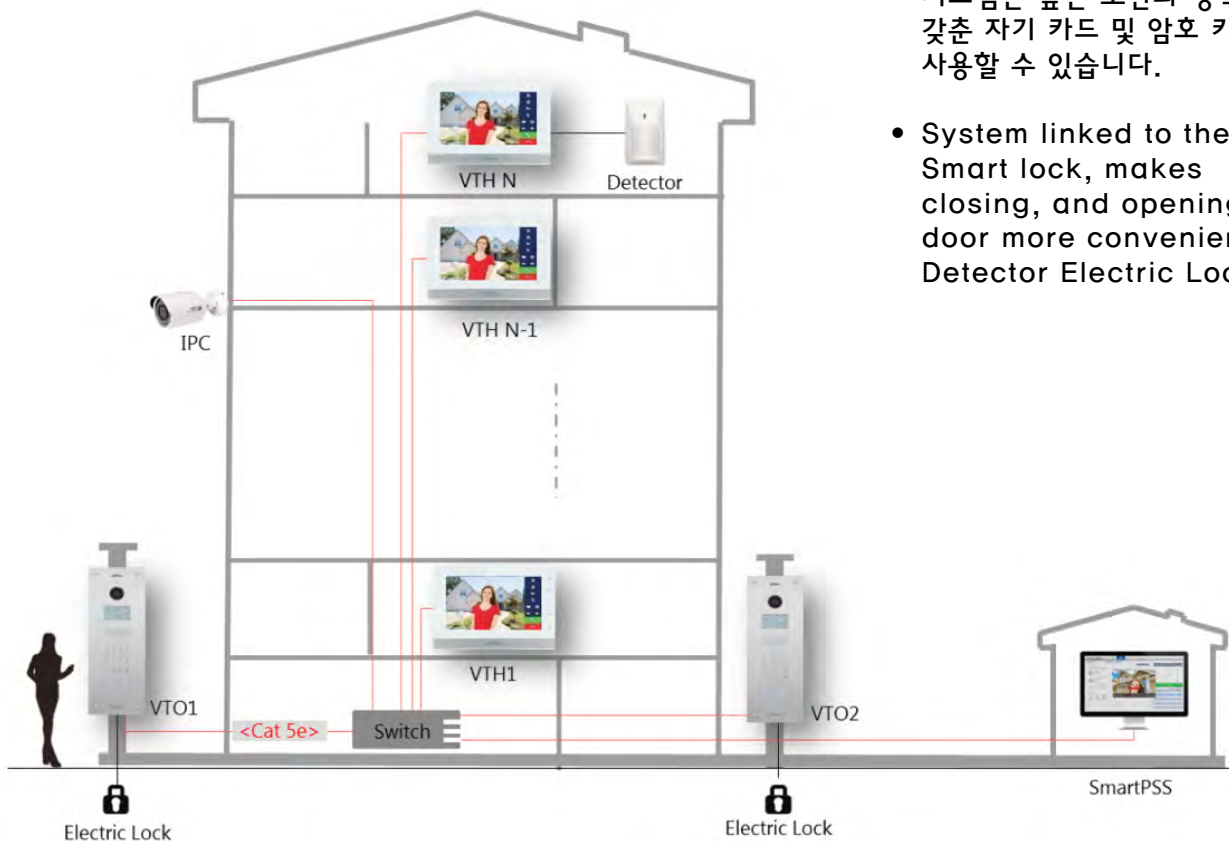 갖춘 자기 카드 및 암호 키
사용할 수 있습니다.
• System linked to the
Smart lock, makes
closing, and opening
door more convenien
Detector Electric Loc
VTH N
Detector
VTH N-1
IPC
VTH1
VTO1
<Cat 5e>
Switch
VTO2
SmartPSS
Electric Lock
Electric Lock